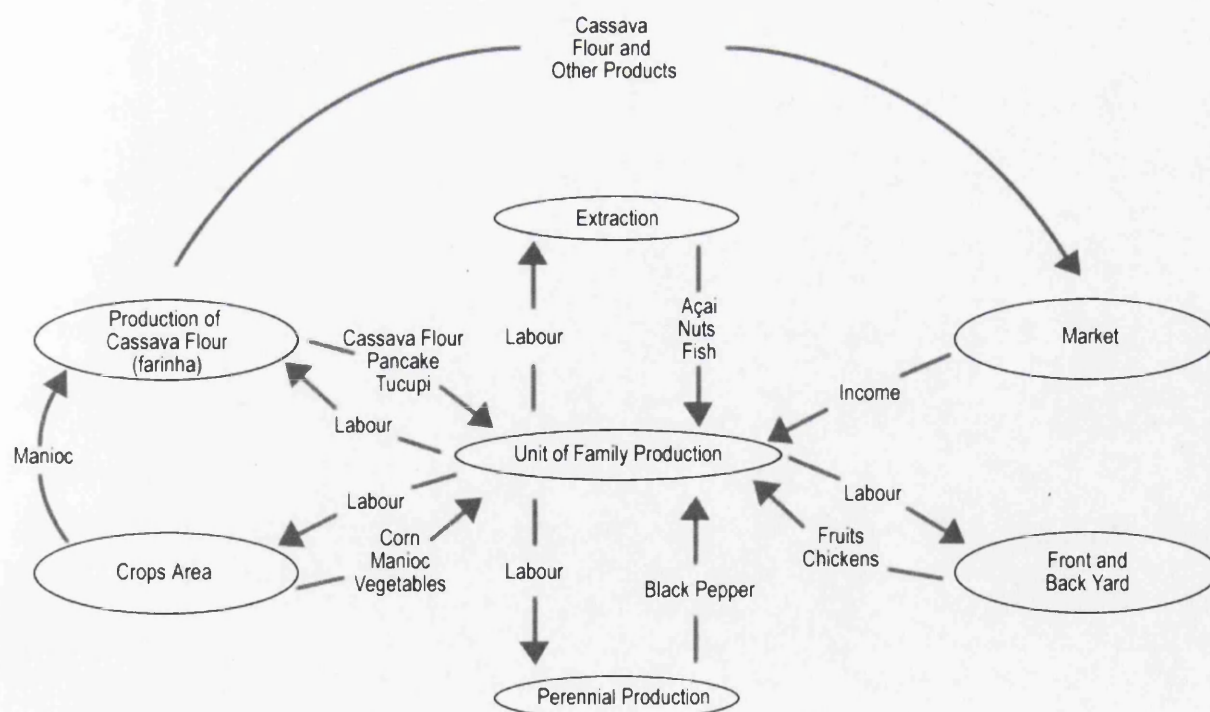 Cassava
Flour and
Other Products
Extraction
Production of
Cassava Flour
(farinha)
Cassava Flour
Pancake
Tucupi
Labour
Açai
Nuts
Fish
Market
Income
Labour
Manioc
Unit of Family Production
Labour
Labour
Corn
Manioc
Vegetables
Labour
Black Pepper
Fruits
Chickens
Crops Area
Front and
Back Yard
Perennial Production